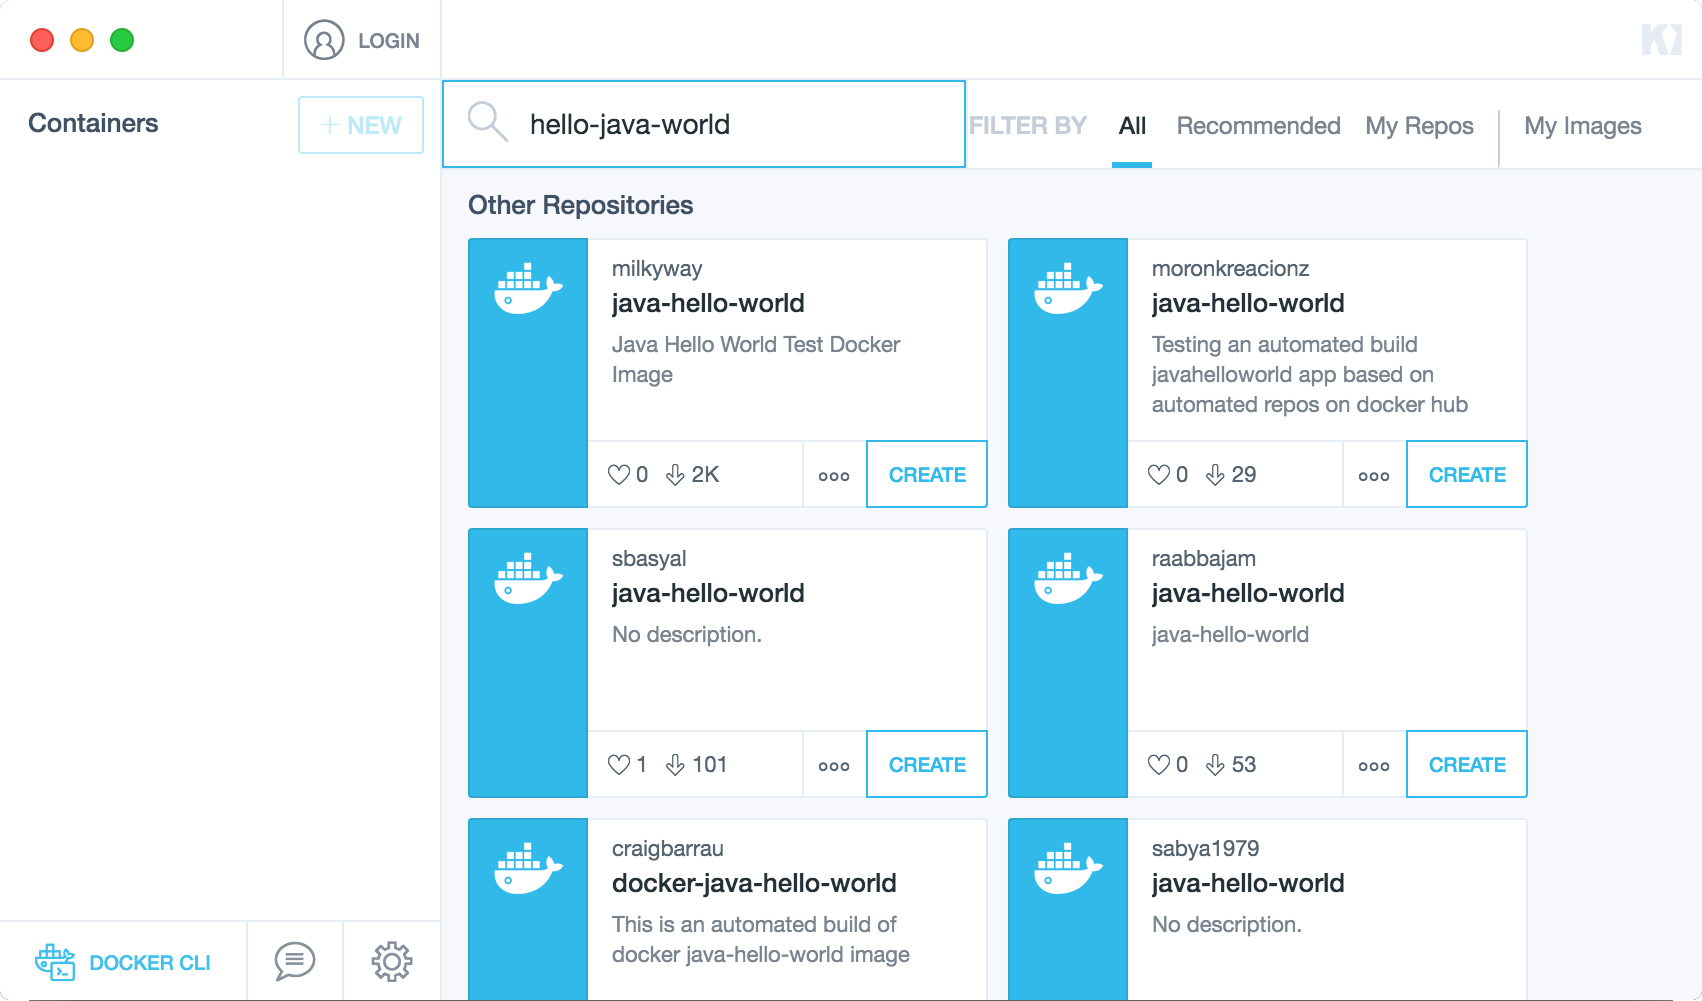 LOGIN
Containers
+ NEW
hello-java-world
FILTER BY All Recommended My Repos My Images
Other Repositories
milkyway
java-hello-world
Java Hello World Test Docker
Image
0 2K CREATE
moronkreacionz
java-hello-world
Testing an automated build
javahelloworld app based on
automated repos on docker hub
0 29 CREATE
sbasyal
java-hello-world
No description.
1 101 CREATE
raabbajam
java-hello-world
java-hello-world
0 53 CREATE
craigbarrau
docker-java-hello-world
This is an automated build of
docker java-hello-world image
sabya1979
java-hello-world
No description.
DOCKER CLI